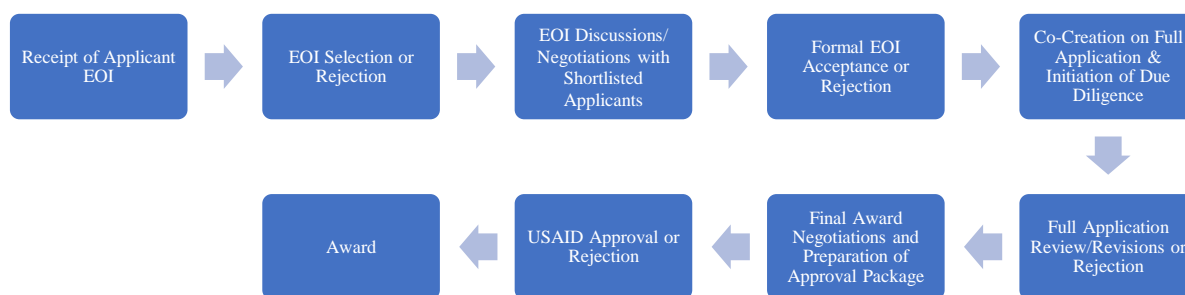 Receipt of Applicant
EOI
EOI Selection or
Rejection
EOI Discussions/
Negotiations with
Shortlisted
Applicants
Formal EOI
Acceptance or
Rejection
Co-Creation on Full
Application &
Initiation of Due
Diligence
Full Application
Review/Revisions or
Rejection
Final Award
Negotiations and
Preparation of
Approval Package
USAID Approval or
Rejection
Award